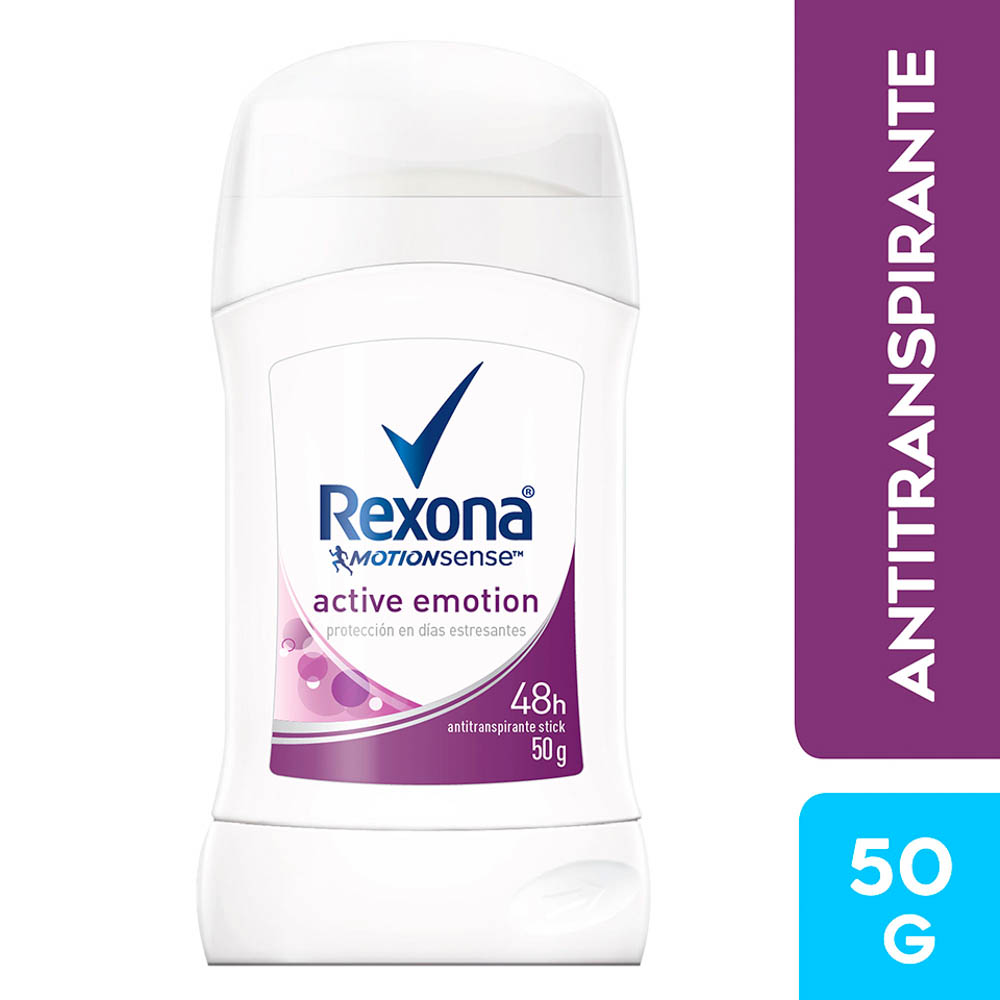 Rexona®
MOTIONsense™
active emotion
protección en días estresantes
48h
antitranspirante stick
50 g
ANTITRANSPIRANTE
50
G